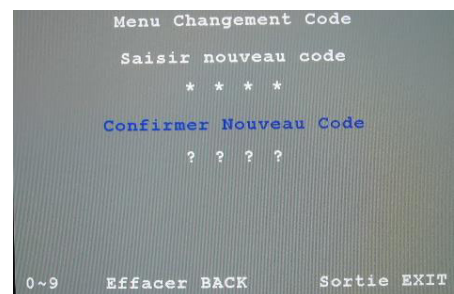 Menu Changement Code
Saisir nouveau code
* * * *
Confirmer Nouveau Code
? ? ? ?
0~9 Effacer BACK Sortie EXIT